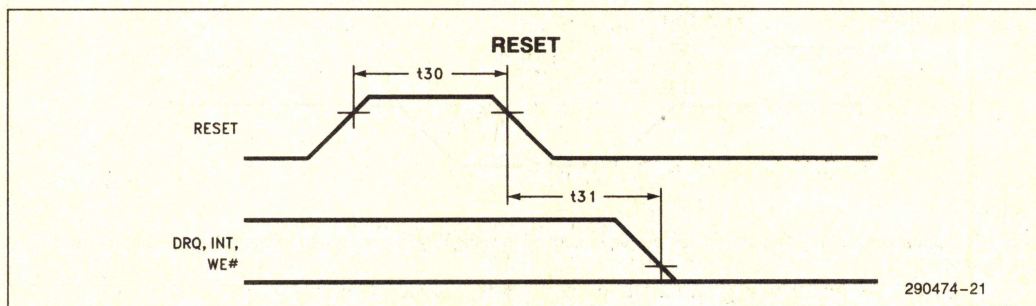 RESET
t30
RESET
t31
DRQ, INT,
WE#
290474-21